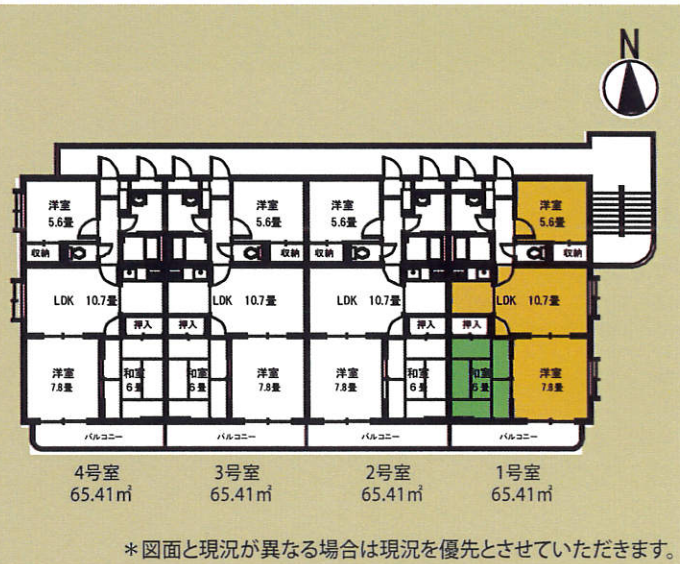 N
洋室
5.6畳
洋室
5.6畳
洋室
5.6畳
洋室
5.6畳
収納
収納
収納
収納
LDK 10.7畳
LDK 10.7畳
LDK 10.7畳
LDK 10.7畳
押入
押入
押入
押入
洋室
7.8畳
和室
6畳
和室
6畳
洋室
7.8畳
洋室
7.8畳
和室
6畳
和室
6畳
洋室
7.8畳
バルコニー
バルコニー
バルコニー
バルコニー
4号室
65.41㎡
3号室
65.41㎡
2号室
65.41㎡
1号室
65.41㎡
*図面と現況が異なる場合は現況を優先とさせていただきます。